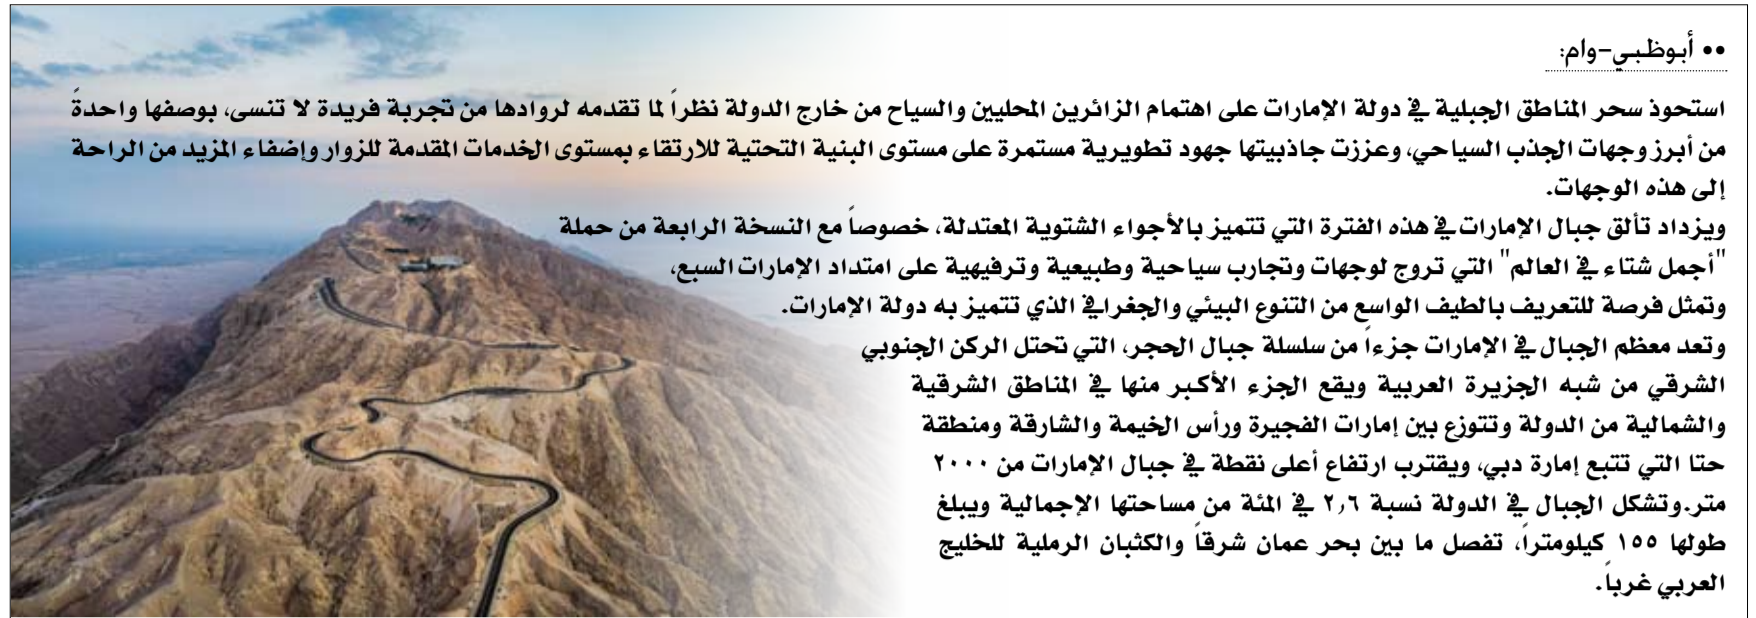 •• أبوظبي-وام:
استحوذ سحر المناطق الجبلية في دولة الإمارات على اهتمام الزائرين المحليين والسياح من خارج الدولة نظراً لما تقدمه لروادها من تجربة فريدة لا تنسى، بوصفها واحدةً
من أبرز وجهات الجذب السياحي، وعززت جاذبيتها جهود تطويرية مستمرة على مستوى البنية التحتية للارتقاء بمستوى الخدمات المقدمة للزوار وإضفاء المزيد من الراحة
إلى هذه الوجهات.
ويزداد تألق جبال الإمارات في هذه الفترة التي تتميز بالأجواء الشتوية المعتدلة، خصوصاً مع النسخة الرابعة من حملة
"أجمل شتاء في العالم" التي تروج لوجهات وتجارب سياحية وطبيعية وترفيهية على امتداد الإمارات السبع،
وتمثل فرصة للتعريف بالطيف الواسع من التنوع البيئي والجغرافي الذي تتميز به دولة الإمارات.
وتعد معظم الجبال في الإمارات جزءاً من سلسلة جبال الحجر، التي تحتل الركن الجنوبي
الشرقي من شبه الجزيرة العربية ويقع الجزء الأكبر منها في المناطق الشرقية
والشمالية من الدولة وتتوزع بين إمارات الفجيرة ورأس الخيمة والشارقة ومنطقة
حتا التي تتبع إمارة دبي، ويقترب ارتفاع أعلى نقطة في جبال الإمارات من ٢٠٠٠
متر.وتشكل الجبال في الدولة نسبة ٢,٦ في المئة من مساحتها الإجمالية ويبلغ
طولها ١٥٥ كيلومتراً، تفصل ما بين بحر عمان شرقاً والكثبان الرملية للخليج
العربي غرباً.